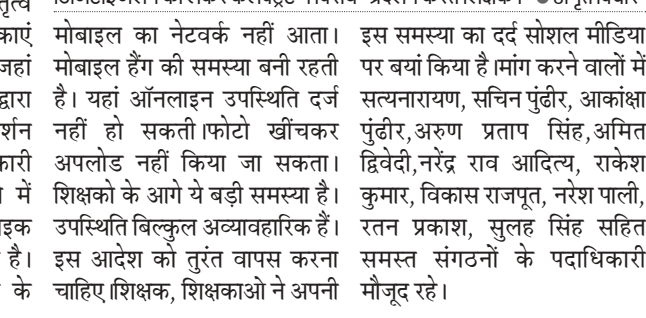 काएं
जहां
द्वारा
र्शन
कारी
में
है।
के
मोबाइल का नेटवर्क नहीं आता।
मोबाइल हैंग की समस्या बनी रहती
है। यहां ऑनलाइन उपस्थिति दर्ज
नहीं हो सकती।फोटो खींचकर
अपलोड नहीं किया जा सकता।
शिक्षको के आगे ये बड़ी समस्या है।
उपस्थिति बिल्कुल अव्यावहारिक हैं।
इस आदेश को तुरंत वापस करना
चाहिए।शिक्षक, शिक्षकाओ ने अपनी
इस समस्या का दर्द सोशल मीडिया
पर बयां किया है।मांग करने वालों में
सत्यनारायण, सचिन पुंढीर, आकांक्षा
पुंढीर,अरुण प्रताप सिंह,अमित
द्विवेदी,नरेंद्र राव आदित्य, राकेश
कुमार, विकास राजपूत, नरेश पाली,
रतन प्रकाश, सुलह सिंह सहित
समस्त संगठनों के पदाधिकारी
मौजूद रहे।